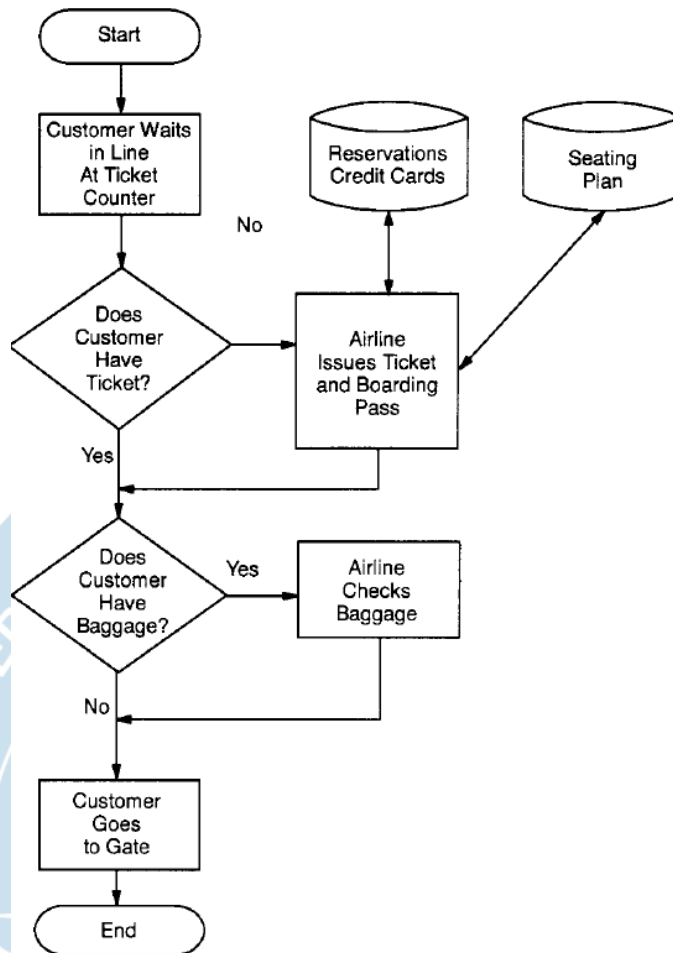 Start
Customer Waits
in Line
At Ticket
Counter
Reservations
Credit Cards
Seating
Plan
No
Does
Customer
Have
Ticket?
Airline
Issues Ticket
and Boarding
Pass
Yes
Does
Customer
Have
Baggage?
Yes
Airline
Checks
Baggage
No
Customer
Goes
to Gate
End